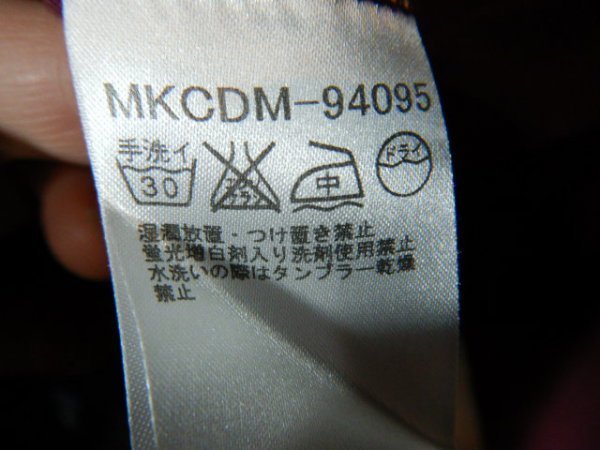 MKCDM-94095
手洗イ 30 エンソサラシ 中 ドライ
湿潤放置・つけ置き禁止
蛍光増白剤入り洗剤使用禁止
水洗いの際はタンブラー乾燥
禁止